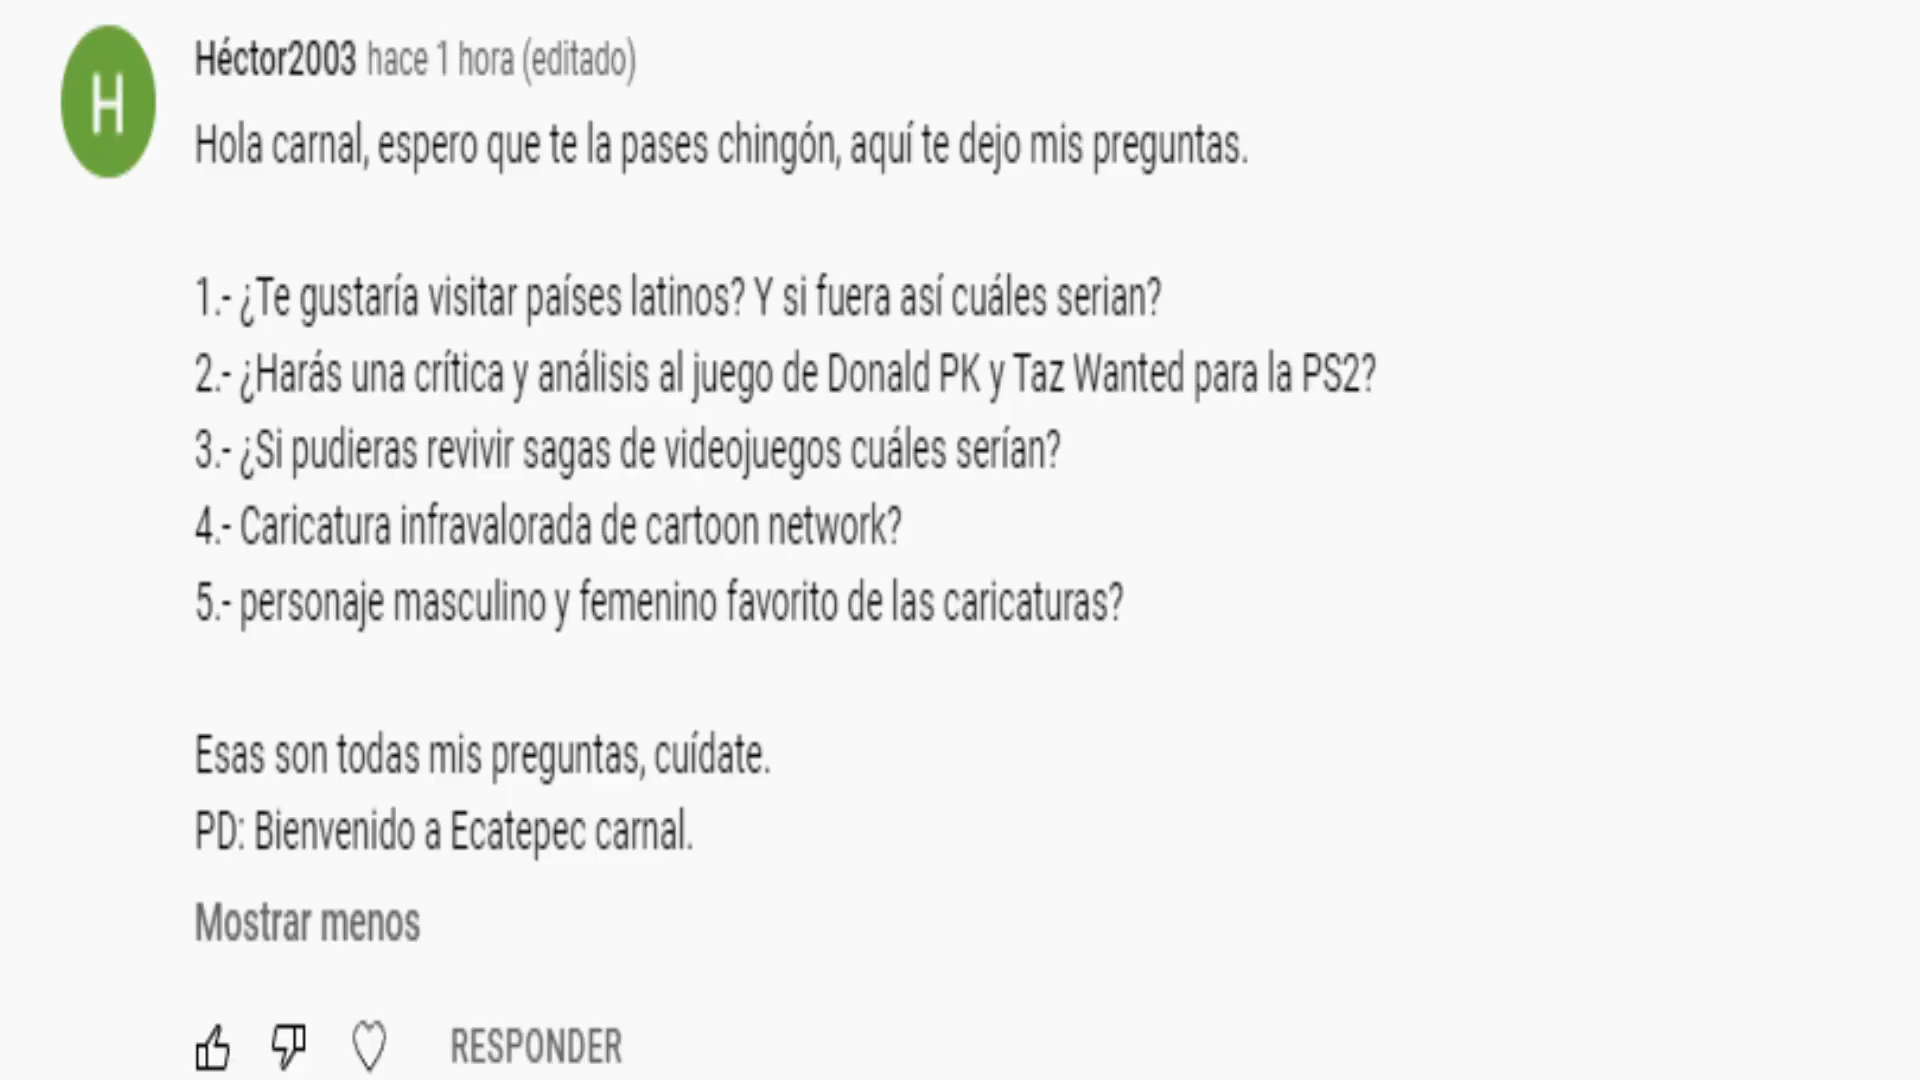 H
Héctor2003 hace 1 hora (editado)
Hola carnal, espero que te la pases chingón, aquí te dejo mis preguntas.
1.- ¿Te gustaría visitar países latinos? Y si fuera así cuáles serian?
2.- ¿Harás una crítica y análisis al juego de Donald PK y Taz Wanted para la PS2?
3.- ¿Si pudieras revivir sagas de videojuegos cuáles serían?
4.- Caricatura infravalorada de cartoon network?
5.- personaje masculino y femenino favorito de las caricaturas?
Esas son todas mis preguntas, cuídate.
PD: Bienvenido a Ecatepec carnal.
Mostrar menos
RESPONDER